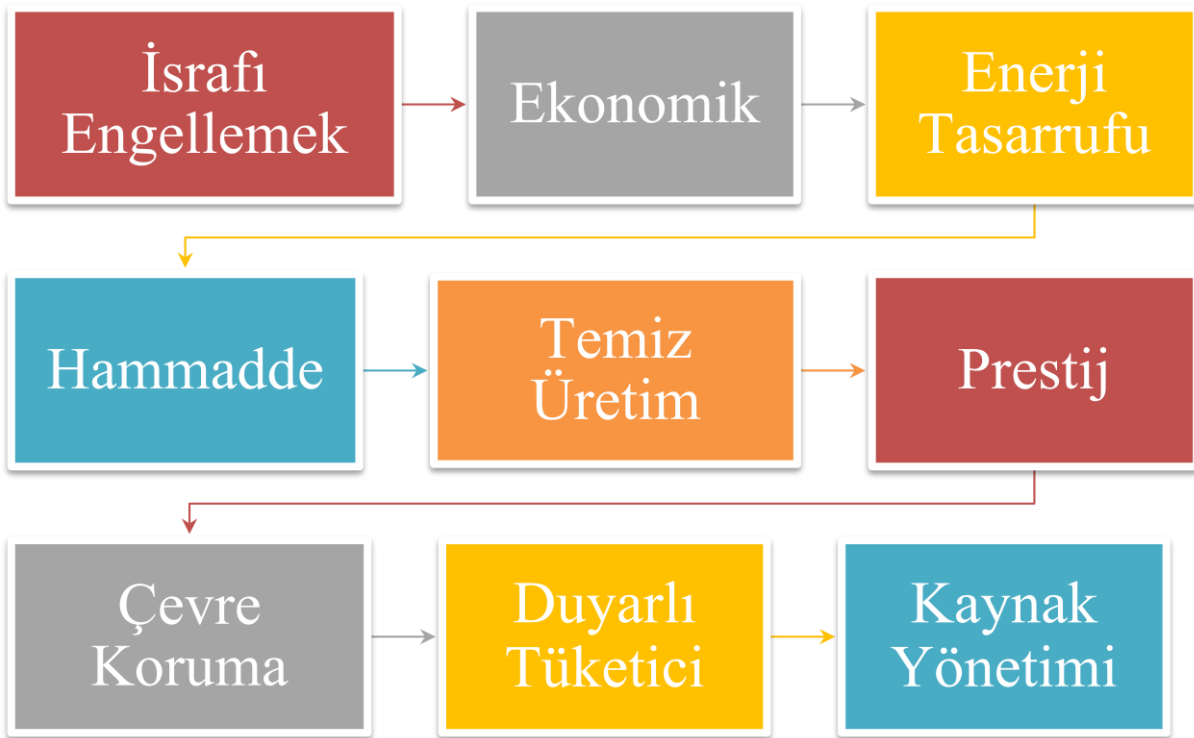 İsrafı
Engellemek
Ekonomik
Enerji
Tasarrufu
Hammadde
Temiz
Üretim
Prestij
Çevre
Koruma
Duyarlı
Tüketici
Kaynak
Yönetimi